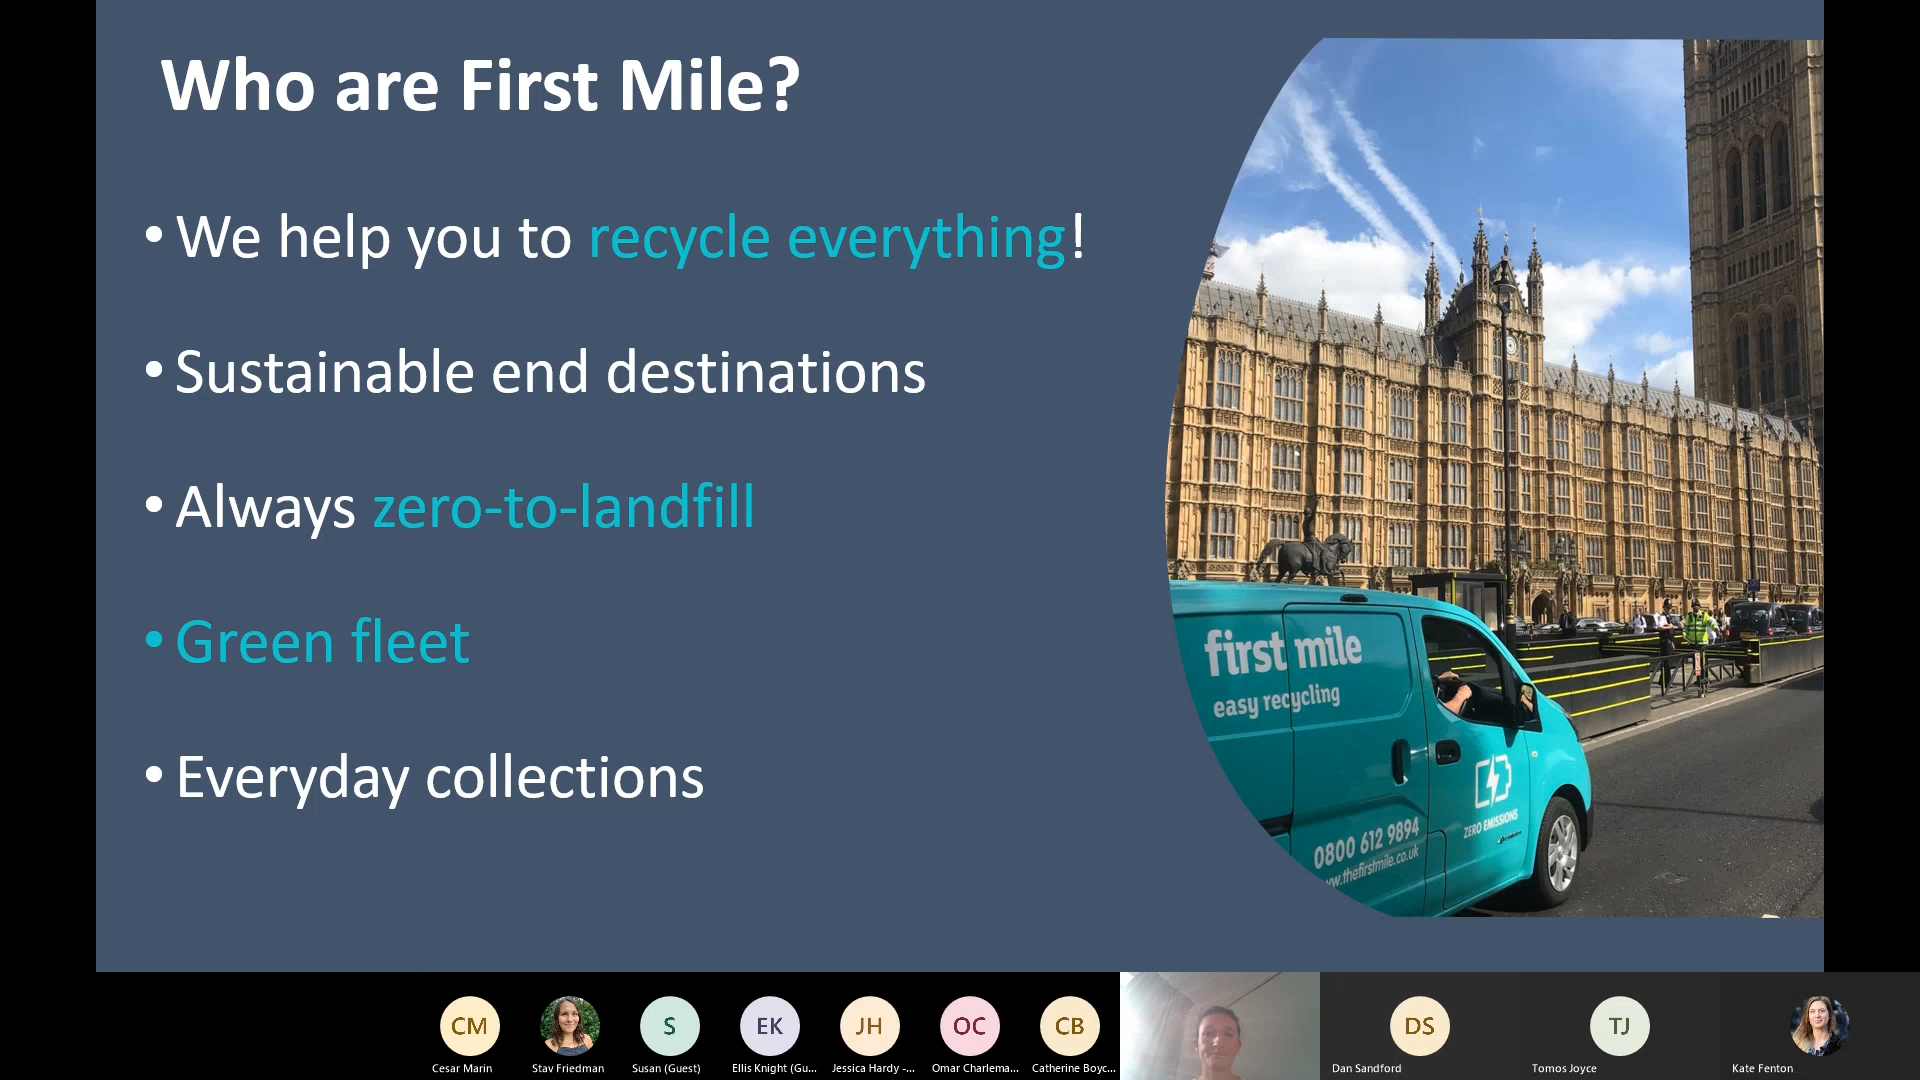 Who are First Mile?
• We help you to recycle everything!
• Sustainable end destinations
• Always zero-to-landfill
• Green fleet
• Everyday collections
first mile
easy recycling
ZERO EMISSIONS
0800 612 9894
w.thefirstmile.co.uk
CM
S
EK
JH
OC
CB
DS
TJ
Cesar Marin
Stav Friedman
Susan (Guest)
Ellis Knight (Gu...
Jessica Hardy -...
Omar Charlema...
Catherine Boyc...
Dan Sandford
Tomos Joyce
Kate Fenton